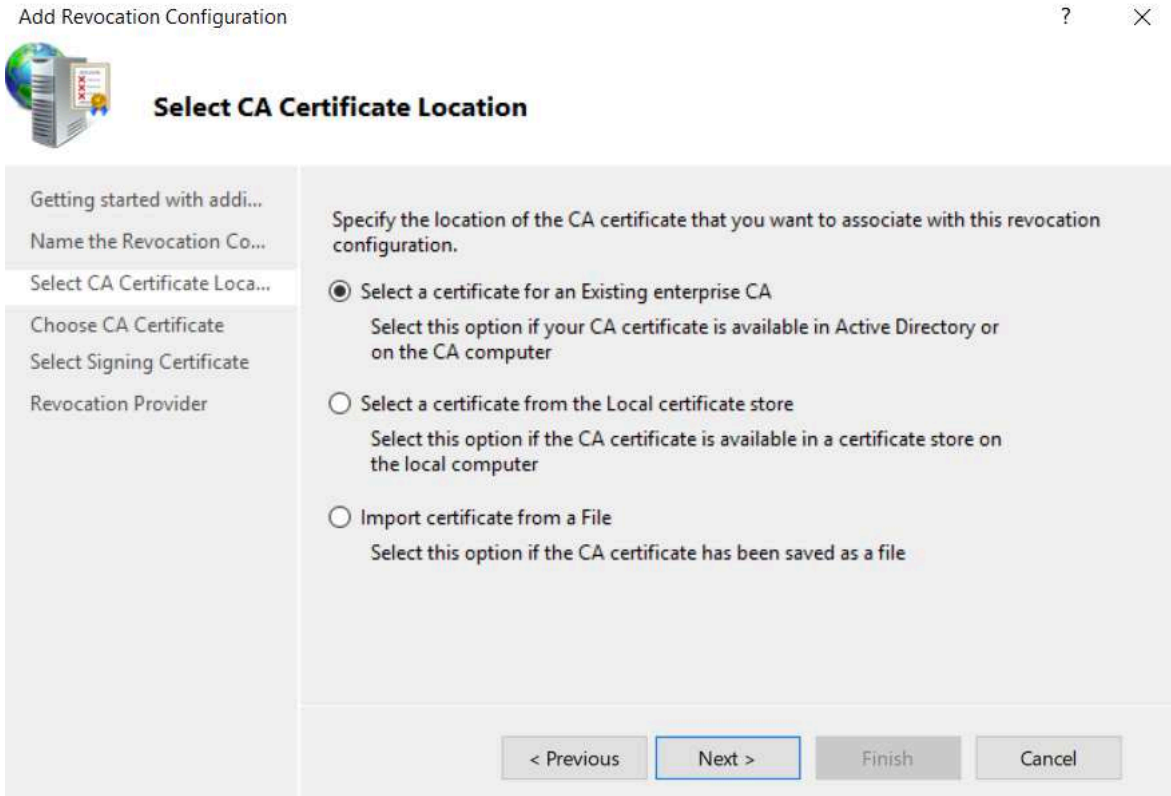 Add Revocation Configuration
?
Select CA Certificate Location
Getting started with addi...
Name the Revocation Co...
Select CA Certificate Loca...
Choose CA Certificate
Select Signing Certificate
Revocation Provider
Specify the location of the CA certificate that you want to associate with this revocation
configuration.
Select a certificate for an Existing enterprise CA
Select this option if your CA certificate is available in Active Directory or
on the CA computer
Select a certificate from the Local certificate store
Select this option if the CA certificate is available in a certificate store on
the local computer
Import certificate from a File
Select this option if the CA certificate has been saved as a file
< Previous
Next >
Finish
Cancel